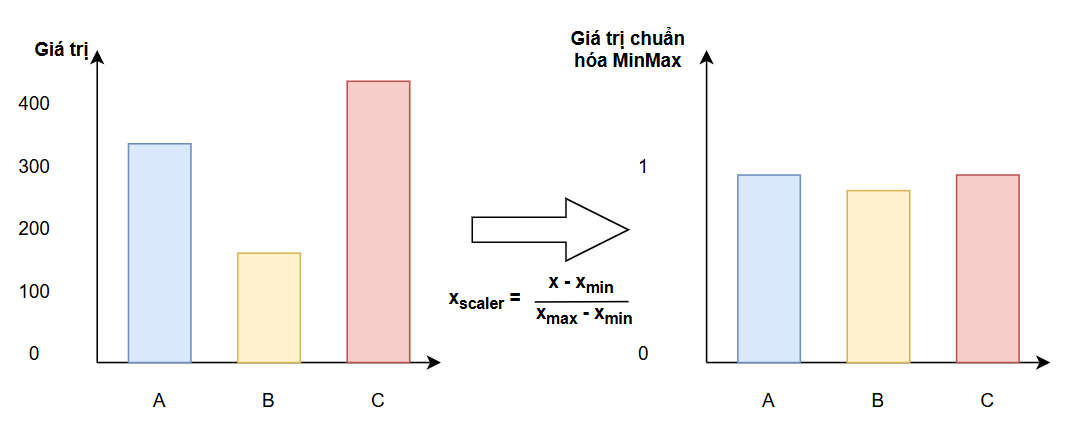 Giá trị
400
300
200
100
0
A
B
C
x_scaler = (x - x_min) / (x_max - x_min)
Giá trị chuẩn
hóa MinMax
1
0
A
B
C